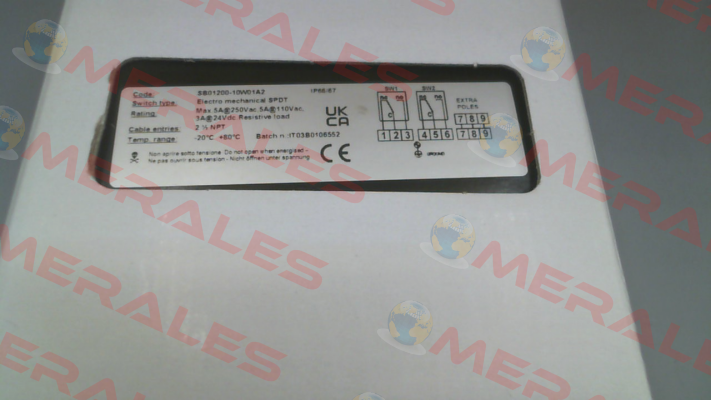 Code: SB01200-10W01A2 IP66/67
Switch type: Electro mechanical SPDT
Rating: Max 5A@250Vac, 5A@110Vac,
5A@24Vdc Resistive load
Cable entries: 2 ½ NPT
Temp. range: -20°C +80°C Batch n.: IT03B0106552
Non aprire sotto tensione Do not open when energised -
Ne pas ouvrir sous tension - Nicht öffnen unter spannung
UK
CA
CE
SW1 SW2
1 2 3 4 5 6
GROUND
EXTRA
POLES
7 8 9
7 8 9
MERALES
MERALES
MERALES
MERALES
MERALES